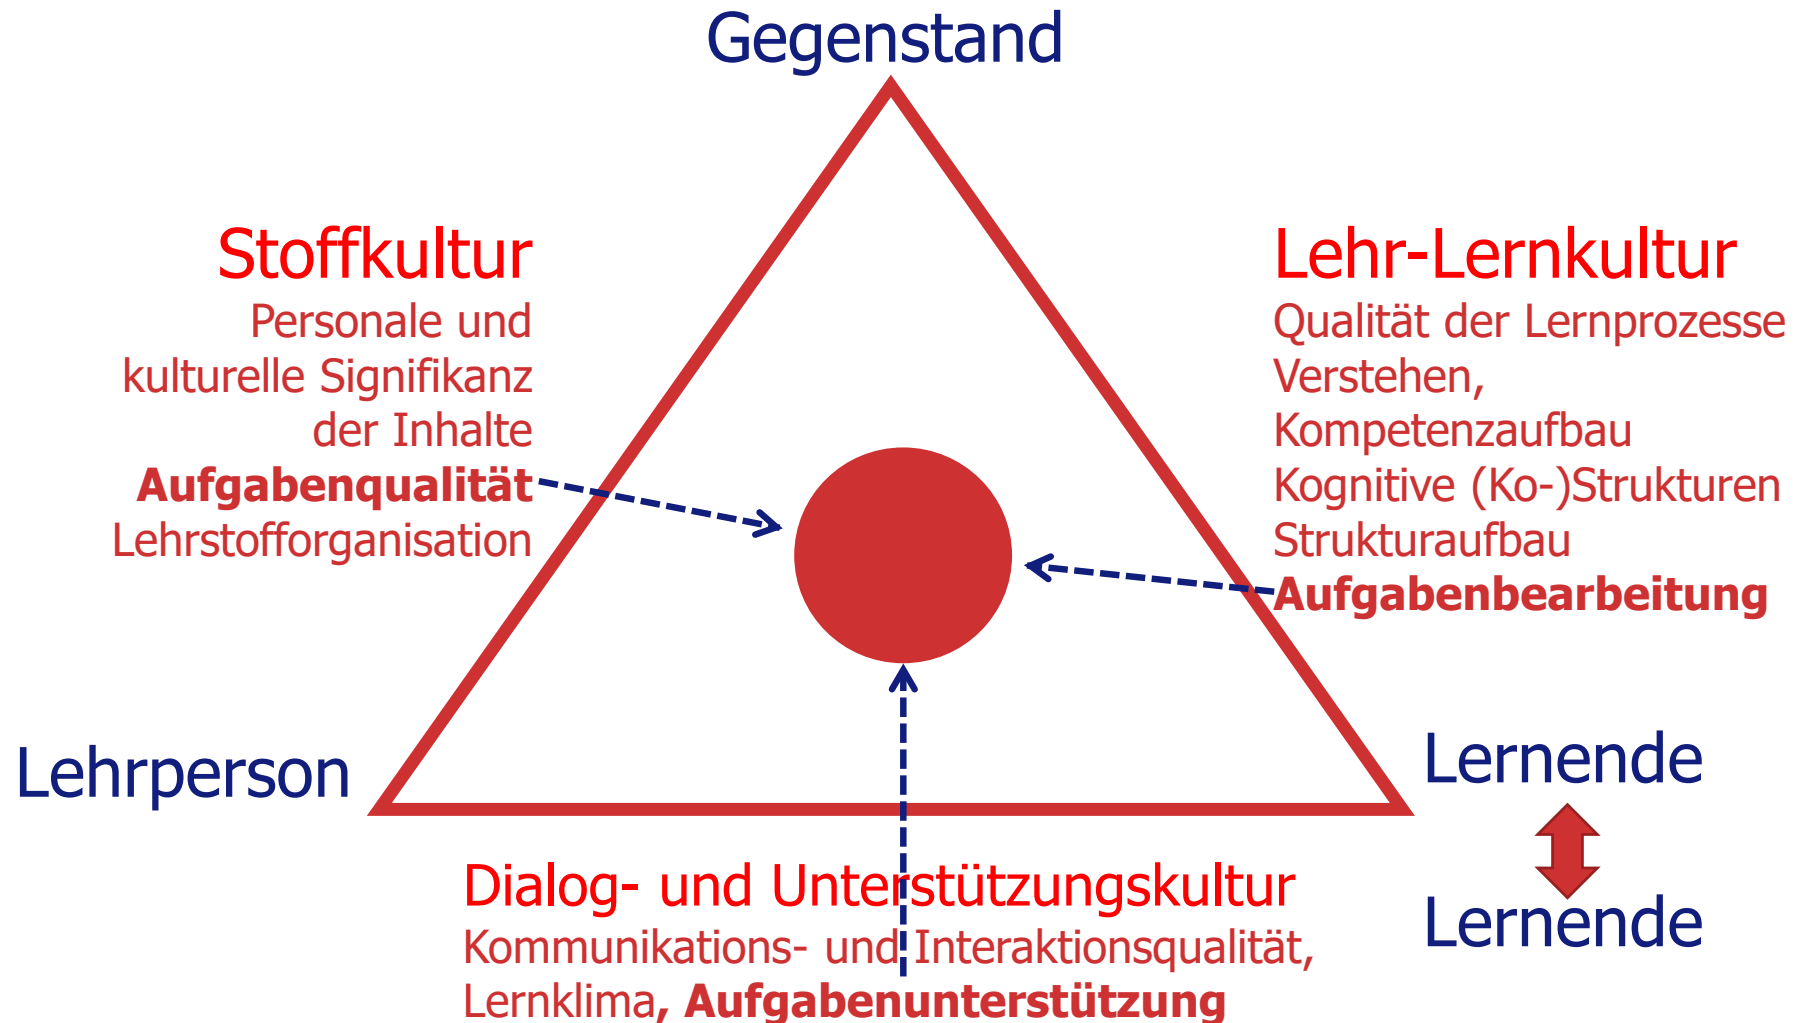 Gegenstand
Stoffkultur
Personale und
kulturelle Signifikanz
der Inhalte
Aufgabenqualität
Lehrstofforganisation
Lehr-Lernkultur
Qualität der Lernprozesse
Verstehen,
Kompetenzaufbau
Kognitive (Ko-)Strukturen
Strukturaufbau
Aufgabenbearbeitung
Lehrperson
Lernende
Lernende
Dialog- und Unterstützungskultur
Kommunikations- und Interaktionsqualität,
Lernklima, Aufgabenunterstützung